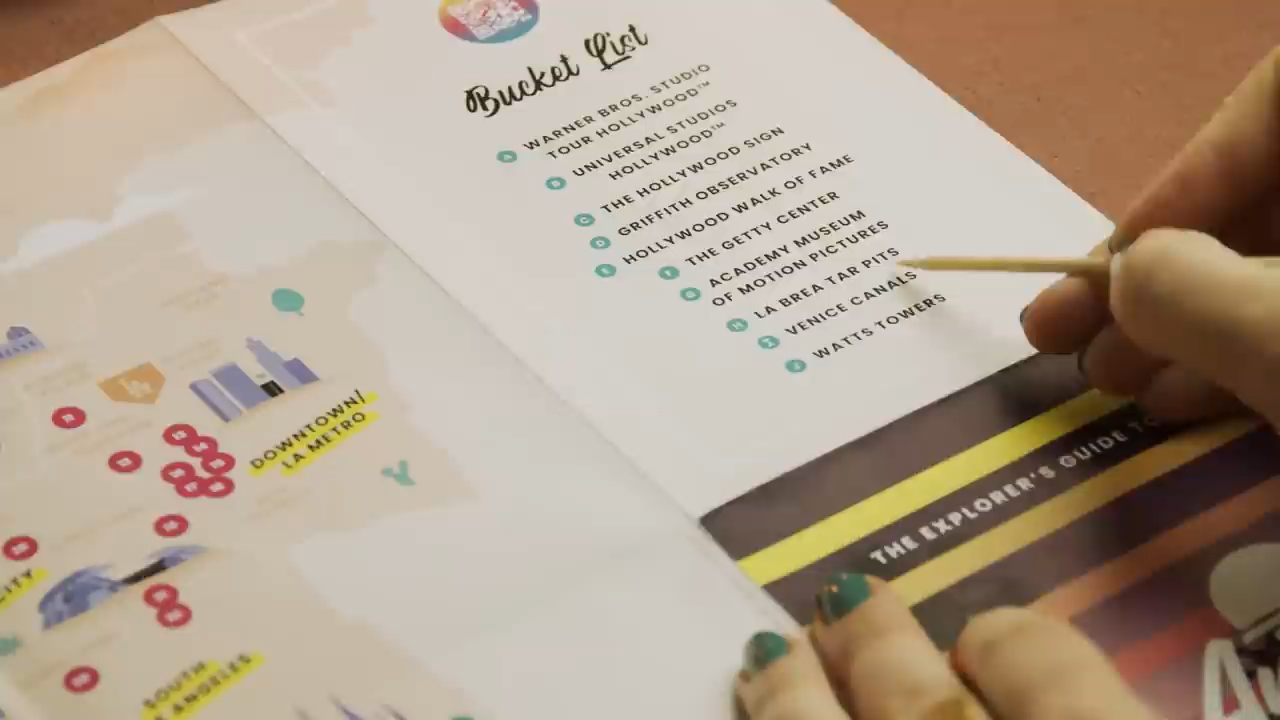 Bucket List
A WARNER BROS. STUDIO
TOUR HOLLYWOOD™
B UNIVERSAL STUDIOS
HOLLYWOOD™
C THE HOLLYWOOD SIGN
D GRIFFITH OBSERVATORY
E HOLLYWOOD WALK OF FAME
F THE GETTY CENTER
G ACADEMY MUSEUM
OF MOTION PICTURES
H LA BREA TAR PITS
I VENICE CANALS
J WATTS TOWERS
DOWNTOWN/
LA METRO
SOUTH
ANGELES
THE EXPLORER'S GUIDE TO